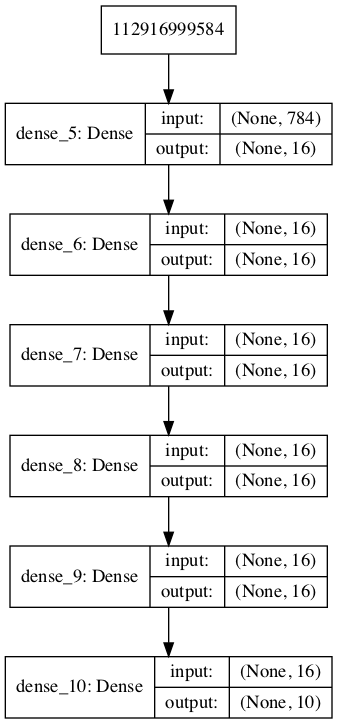 112916999584
dense_5: Dense
input:
(None, 784)
output:
(None, 16)
dense_6: Dense
input:
(None, 16)
output:
(None, 16)
dense_7: Dense
input:
(None, 16)
output:
(None, 16)
dense_8: Dense
input:
(None, 16)
output:
(None, 16)
dense_9: Dense
input:
(None, 16)
output:
(None, 16)
dense_10: Dense
input:
(None, 16)
output:
(None, 10)